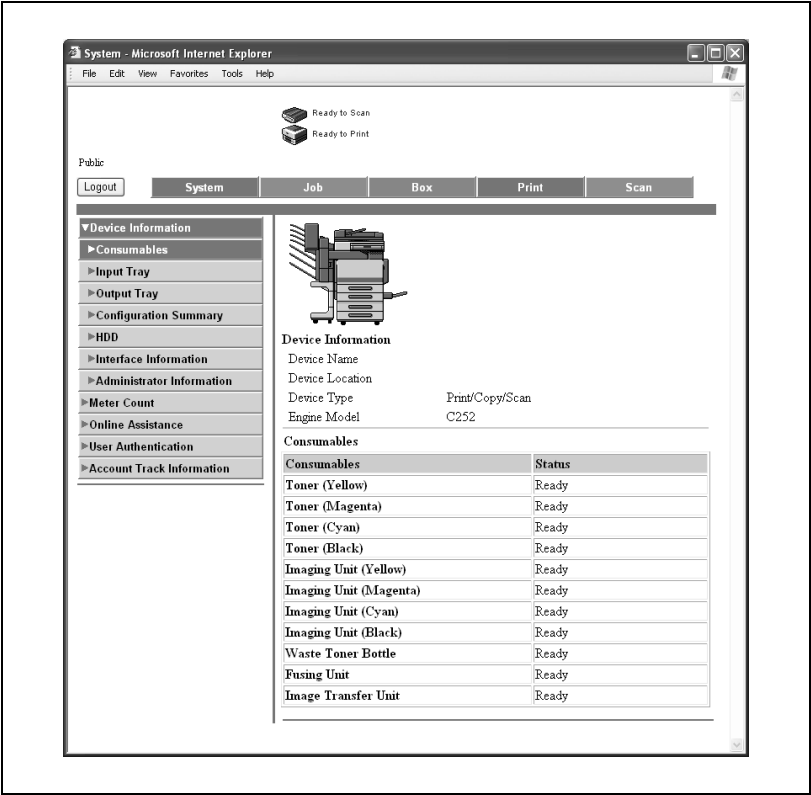 System - Microsoft Internet Explorer
File Edit View Favorites Tools Help
Ready to Scan
Ready to Print
Public
Logout System Job Box Print Scan
Device Information
Consumables
Input Tray
Output Tray
Configuration Summary
HDD
Interface Information
Administrator Information
Meter Count
Online Assistance
User Authentication
Account Track Information
Device Information
Device Name
Device Location
Device Type Print/Copy/Scan
Engine Model C252
Consumables
Consumables Status
Toner (Yellow) Ready
Toner (Magenta) Ready
Toner (Cyan) Ready
Toner (Black) Ready
Imaging Unit (Yellow) Ready
Imaging Unit (Magenta) Ready
Imaging Unit (Cyan) Ready
Imaging Unit (Black) Ready
Waste Toner Bottle Ready
Fusing Unit Ready
Image Transfer Unit Ready